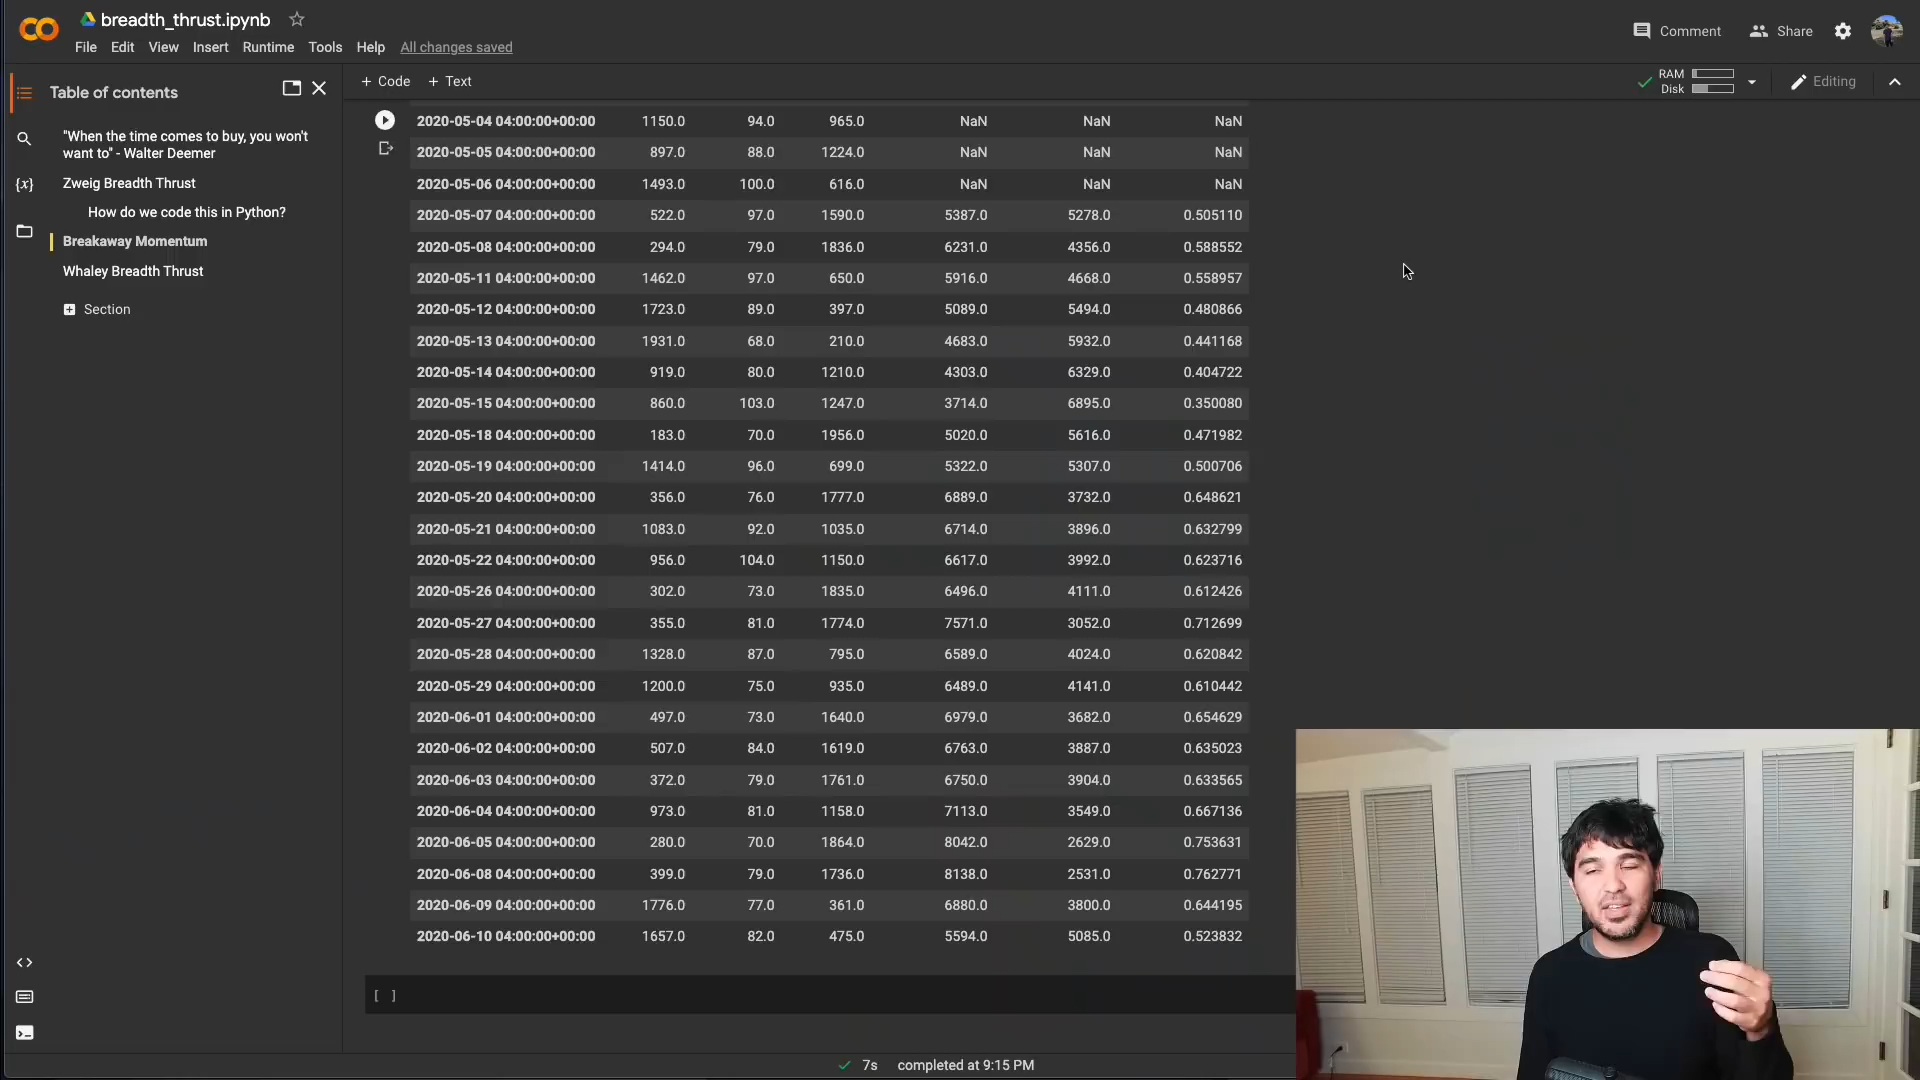 breadth_thrust.ipynb
File Edit View Insert Runtime Tools Help All changes saved
Comment Share
Table of contents
+ Code + Text
RAM
Disk
Editing
"When the time comes to buy, you won't
want to" - Walter Deemer
Zweig Breadth Thrust
How do we code this in Python?
Breakaway Momentum
Whaley Breadth Thrust
Section
{x}
2020-05-04 04:00:00+00:00 1150.0 94.0 965.0 NaN NaN NaN
2020-05-05 04:00:00+00:00 897.0 88.0 1224.0 NaN NaN NaN
2020-05-06 04:00:00+00:00 1493.0 100.0 616.0 NaN NaN NaN
2020-05-07 04:00:00+00:00 522.0 97.0 1590.0 5387.0 5278.0 0.505110
2020-05-08 04:00:00+00:00 294.0 79.0 1836.0 6231.0 4356.0 0.588552
2020-05-11 04:00:00+00:00 1462.0 97.0 650.0 5916.0 4668.0 0.558957
2020-05-12 04:00:00+00:00 1723.0 89.0 397.0 5089.0 5494.0 0.480866
2020-05-13 04:00:00+00:00 1931.0 68.0 210.0 4683.0 5932.0 0.441168
2020-05-14 04:00:00+00:00 919.0 80.0 1210.0 4303.0 6329.0 0.404722
2020-05-15 04:00:00+00:00 860.0 103.0 1247.0 3714.0 6895.0 0.350080
2020-05-18 04:00:00+00:00 183.0 70.0 1956.0 5020.0 5616.0 0.471982
2020-05-19 04:00:00+00:00 1414.0 96.0 699.0 5322.0 5307.0 0.500706
2020-05-20 04:00:00+00:00 356.0 76.0 1777.0 6889.0 3732.0 0.648621
2020-05-21 04:00:00+00:00 1083.0 92.0 1035.0 6714.0 3896.0 0.632799
2020-05-22 04:00:00+00:00 956.0 104.0 1150.0 6617.0 3992.0 0.623716
2020-05-26 04:00:00+00:00 302.0 73.0 1835.0 6496.0 4111.0 0.612426
2020-05-27 04:00:00+00:00 355.0 81.0 1774.0 7571.0 3052.0 0.712699
2020-05-28 04:00:00+00:00 1328.0 87.0 795.0 6589.0 4024.0 0.620842
2020-05-29 04:00:00+00:00 1200.0 75.0 935.0 6489.0 4141.0 0.610442
2020-06-01 04:00:00+00:00 497.0 73.0 1640.0 6979.0 3682.0 0.654629
2020-06-02 04:00:00+00:00 507.0 84.0 1619.0 6763.0 3887.0 0.635023
2020-06-03 04:00:00+00:00 372.0 79.0 1761.0 6750.0 3904.0 0.633565
2020-06-04 04:00:00+00:00 973.0 81.0 1158.0 7113.0 3549.0 0.667136
2020-06-05 04:00:00+00:00 280.0 70.0 1864.0 8042.0 2629.0 0.753631
2020-06-08 04:00:00+00:00 399.0 79.0 1736.0 8138.0 2531.0 0.762771
2020-06-09 04:00:00+00:00 1776.0 77.0 361.0 6880.0 3800.0 0.644195
2020-06-10 04:00:00+00:00 1657.0 82.0 475.0 5594.0 5085.0 0.523832
[ ]
7s completed at 9:15 PM